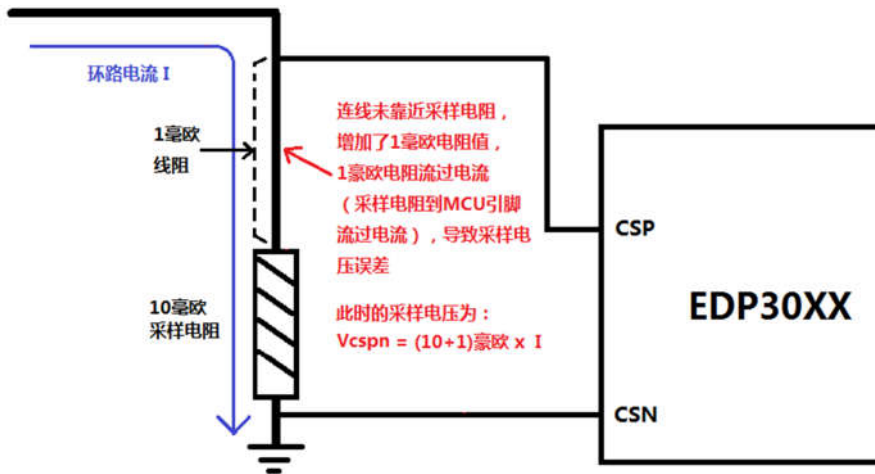 环路电流 I
1毫欧
线阻
连线未靠近采样电阻，
增加了1毫欧电阻值，
1豪欧电阻流过电流
（采样电阻到MCU引脚
流过电流），导致采样电
压误差
CSP
EDP30XX
10毫欧
采样电阻
此时的采样电压为：
Vcspn = (10+1)豪欧 x I
CSN